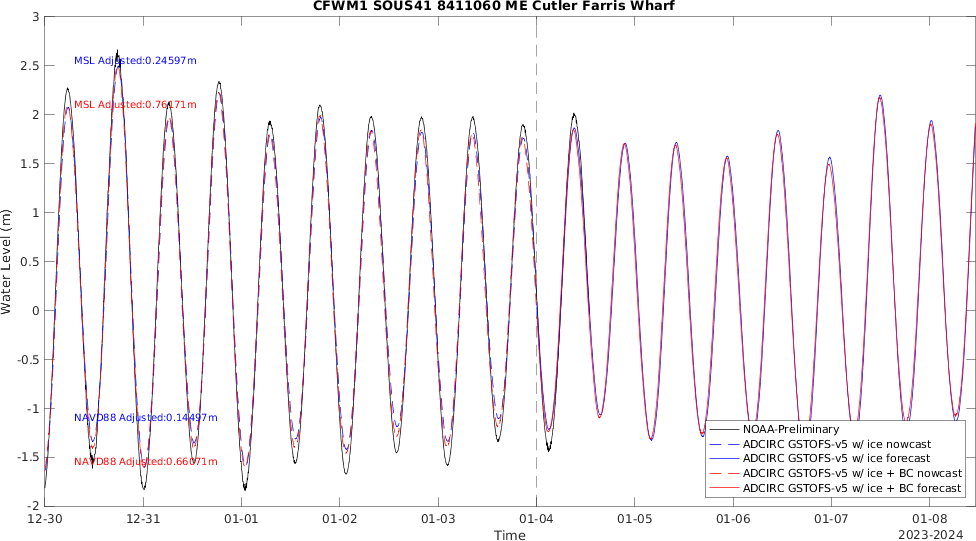 CFWM1 SOUS41 8411060 ME Cutler Farris Wharf
3
2.5
2
1.5
1
0.5
0
-0.5
-1
-1.5
-2
Water Level (m)
MSL Adjusted:0.24597m
MSL Adjusted:0.76171m
NAVD88 Adjusted:0.14497m
NAVD88 Adjusted:0.66071m
NOAA-Preliminary
ADCIRC GSTOFS-v5 w/ ice nowcast
ADCIRC GSTOFS-v5 w/ ice forecast
ADCIRC GSTOFS-v5 w/ ice + BC nowcast
ADCIRC GSTOFS-v5 w/ ice + BC forecast
12-30 12-31 01-01 01-02 01-03 01-04 01-05 01-06 01-07 01-08
Time
2023-2024